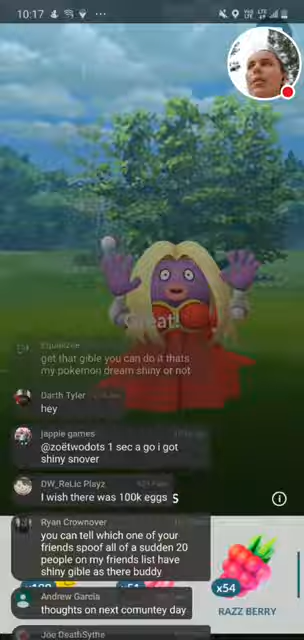 10:17
Great!
get that gible you can do it thats
my pokemon dream shiny or not
Darth Tyler
hey
jappie games
@zoëtwodots 1 sec a go i got
shiny snover
DW_ReLic Playz
I wish there was 100k eggs
Ryan Crownover
you can tell which one of your
friends spoof all of a sudden 20
people on my friends list have
shiny gible as there buddy
x54
RAZZ BERRY
Andrew Garcia
thoughts on next comuntey day
Joe DeathSythe